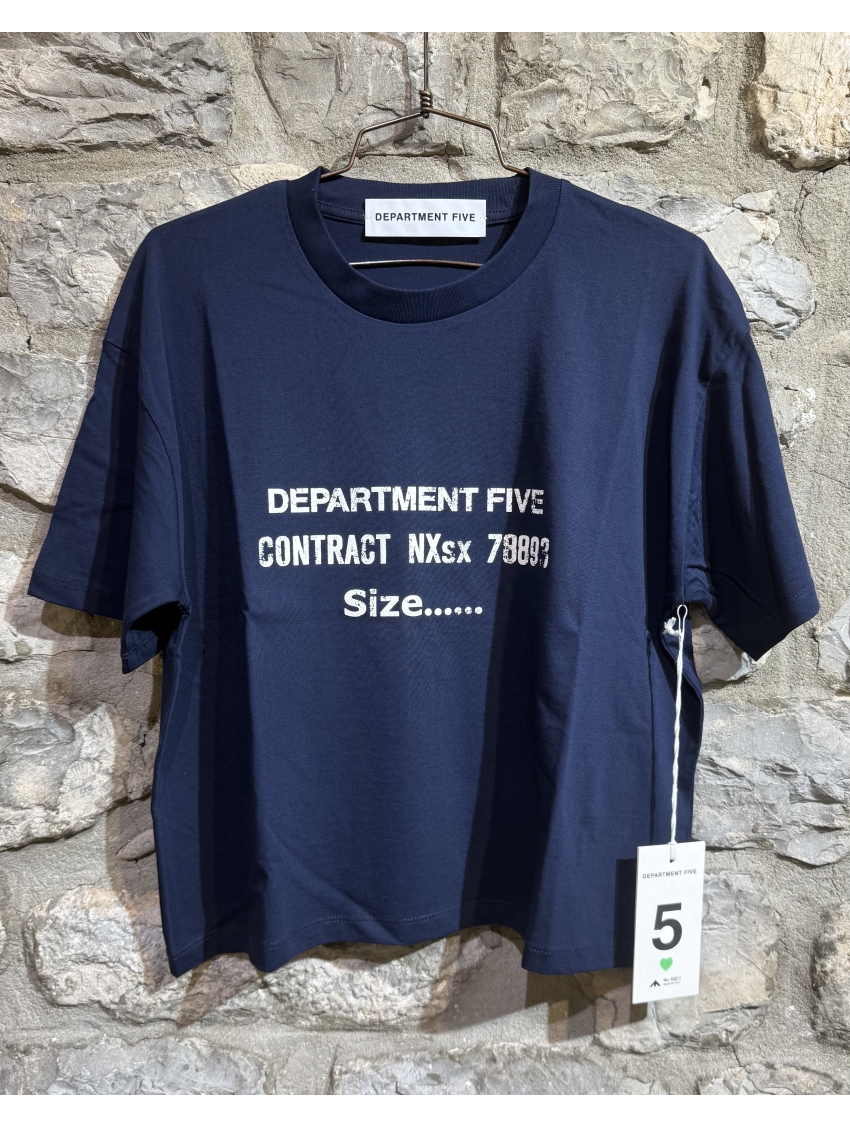 DEPARTMENT FIVE
DEPARTMENT FIVE
CONTRACT NXsx 78893
Size......
DEPARTMENT FIVE
5